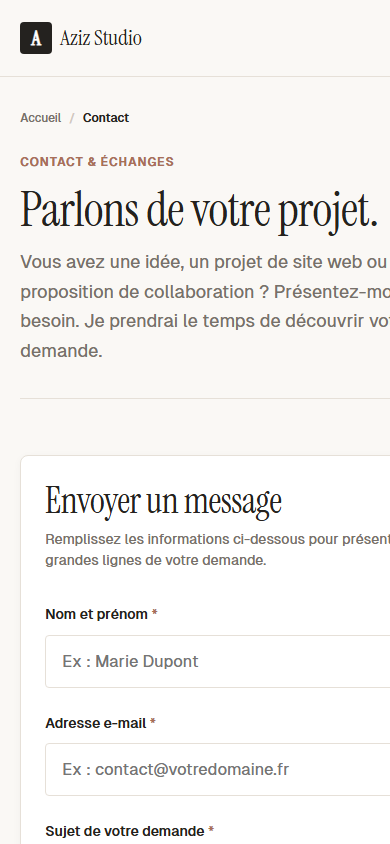 A Aziz Studio
Accueil / Contact
CONTACT & ÉCHANGES
Parlons de votre projet.
Vous avez une idée, un projet de site web ou
proposition de collaboration ? Présentez-mo
besoin. Je prendrai le temps de découvrir vo
demande.
Envoyer un message
Remplissez les informations ci-dessous pour présent
grandes lignes de votre demande.
Nom et prénom *
Ex : Marie Dupont
Adresse e-mail *
Ex : contact@votredomaine.fr
Sujet de votre demande *